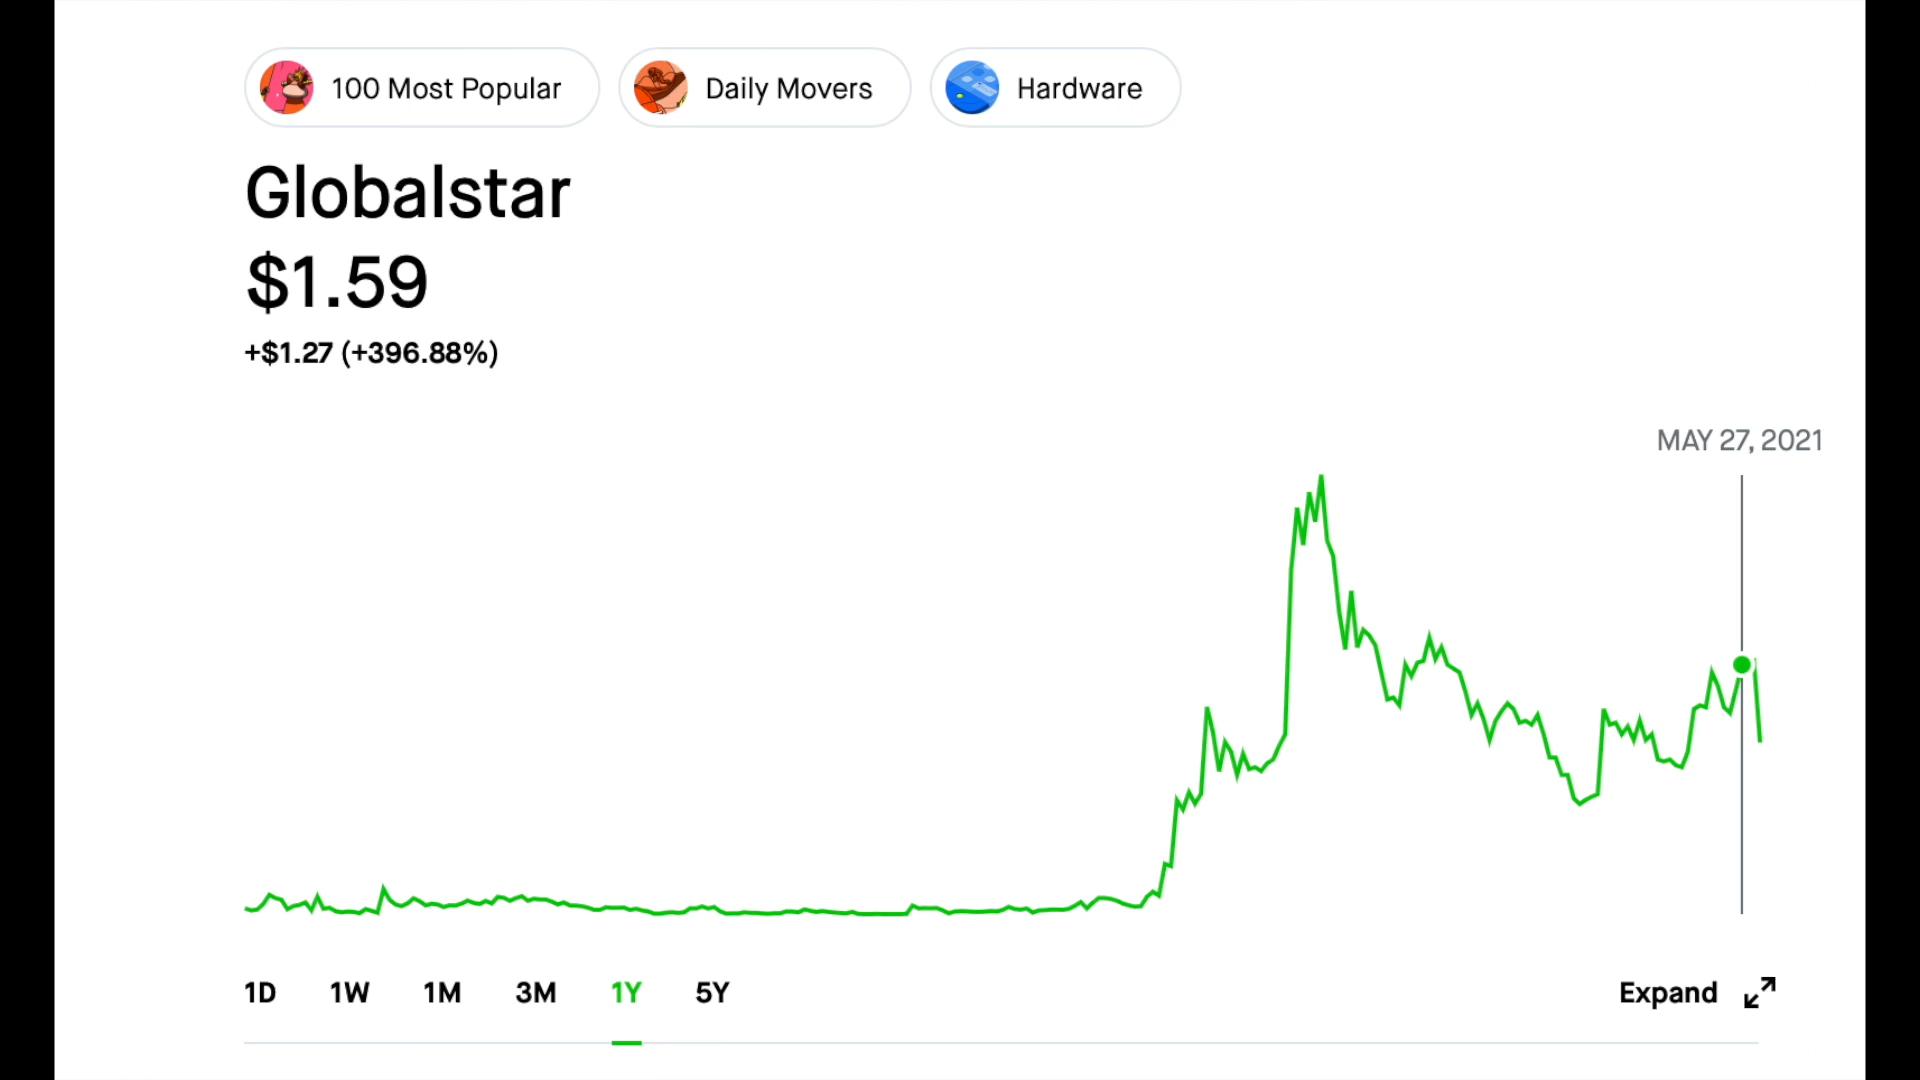 100 Most Popular
Daily Movers
Hardware
Globalstar
$1.59
+$1.27 (+396.88%)
MAY 27, 2021
1D
1W
1M
3M
1Y
5Y
Expand